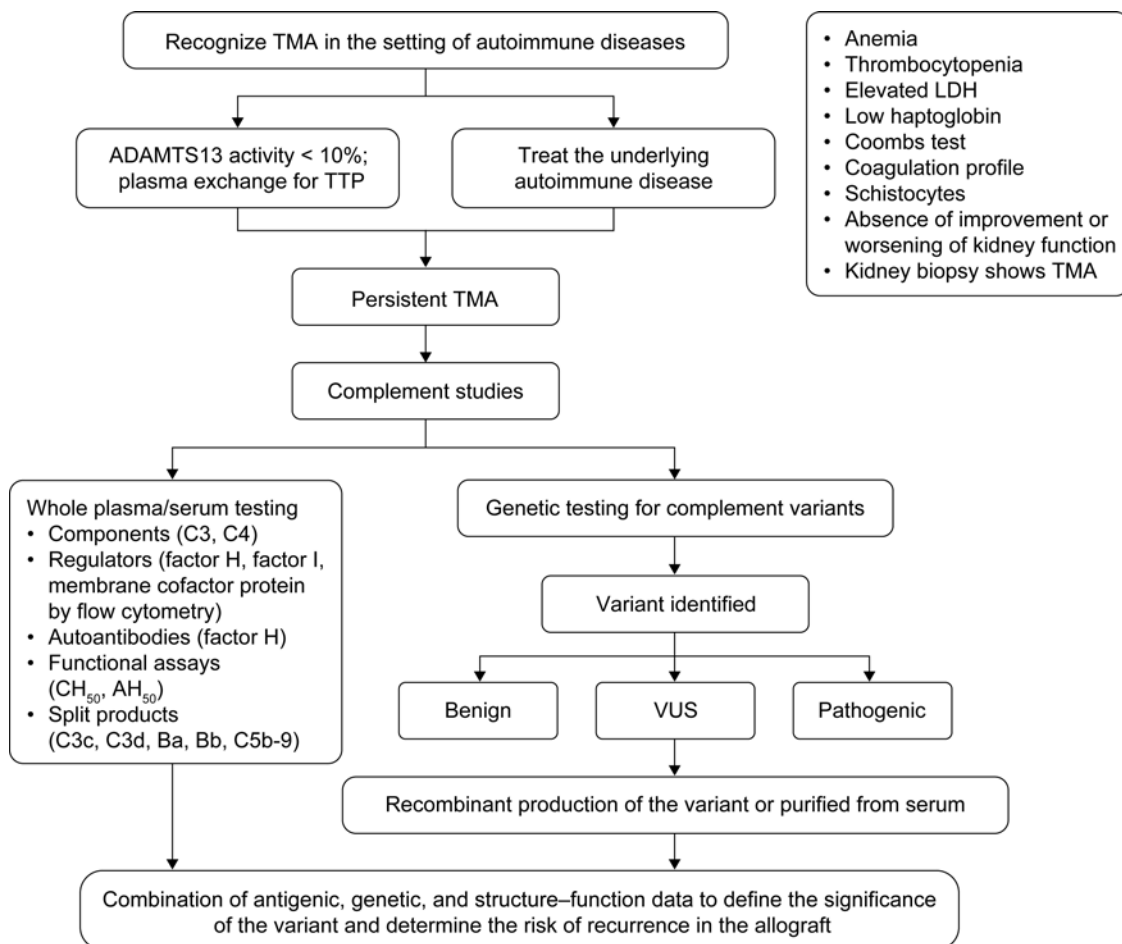 Recognize TMA in the setting of autoimmune diseases
• Anemia
• Thrombocytopenia
• Elevated LDH
• Low haptoglobin
• Coombs test
• Coagulation profile
• Schistocytes
• Absence of improvement or
worsening of kidney function
• Kidney biopsy shows TMA
ADAMTS13 activity < 10%;
plasma exchange for TTP
Treat the underlying
autoimmune disease
Persistent TMA
Complement studies
Whole plasma/serum testing
• Components (C3, C4)
• Regulators (factor H, factor I,
membrane cofactor protein
by flow cytometry)
• Autoantibodies (factor H)
• Functional assays
(CH₅₀, AH₅₀)
• Split products
(C3c, C3d, Ba, Bb, C5b-9)
Genetic testing for complement variants
Variant identified
Benign
VUS
Pathogenic
Recombinant production of the variant or purified from serum
Combination of antigenic, genetic, and structure–function data to define the significance
of the variant and determine the risk of recurrence in the allograft